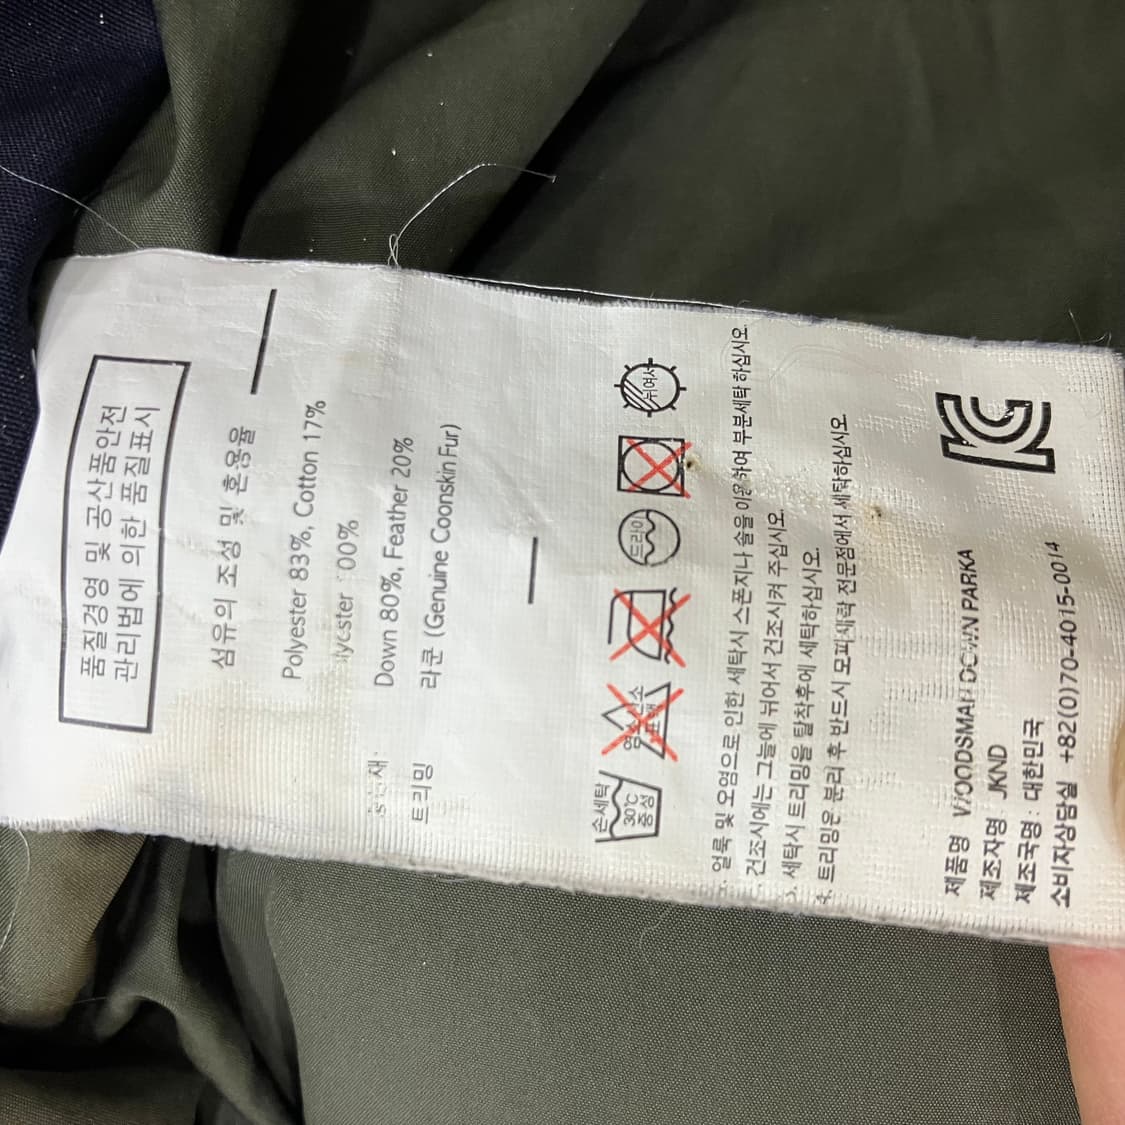 품질경영 및 공산품안전
관리법에 의한 품질표시
섬유의 조성 및 혼용율
Polyester 83%, Cotton 17%
Down 80%, Feather 20%
트리밍 라쿤 (Genuine Coonskin Fur)
손세탁
30℃
중성
드라이
뉘여서
얼룩 및 오염으로 인한 세탁시 스폰지나 솔을 이용하여 부분세탁 하십시오.
건조시에는 그늘에 뉘어서 건조시켜 주십시오.
세탁시 트리밍을 탈착후에 세탁하십시오.
4. 트리밍은 분리 후 반드시 모피세탁 전문점에서 세탁하십시오.
제품명 WOODSMAN DOWN PARKA
제조자명 JKND
제조국명 : 대한민국
소비자상담실 +82(0)70-4015-0014
KC